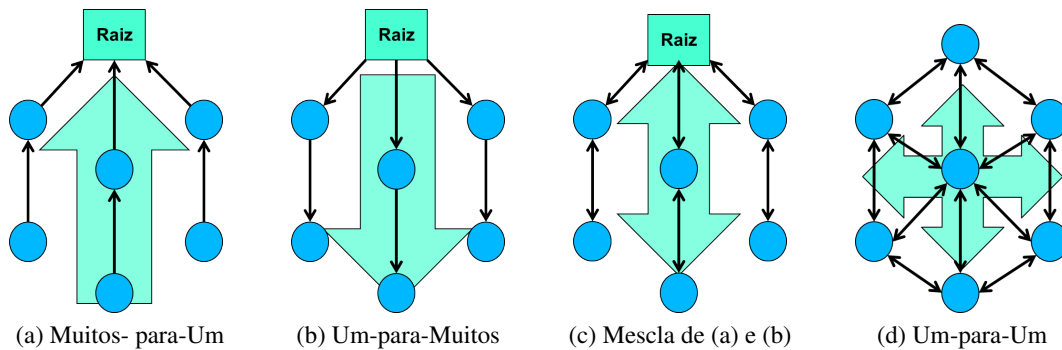 Raiz
Raiz
Raiz
(a) Muitos- para-Um
(b) Um-para-Muitos
(c) Mescla de (a) e (b)
(d) Um-para-Um